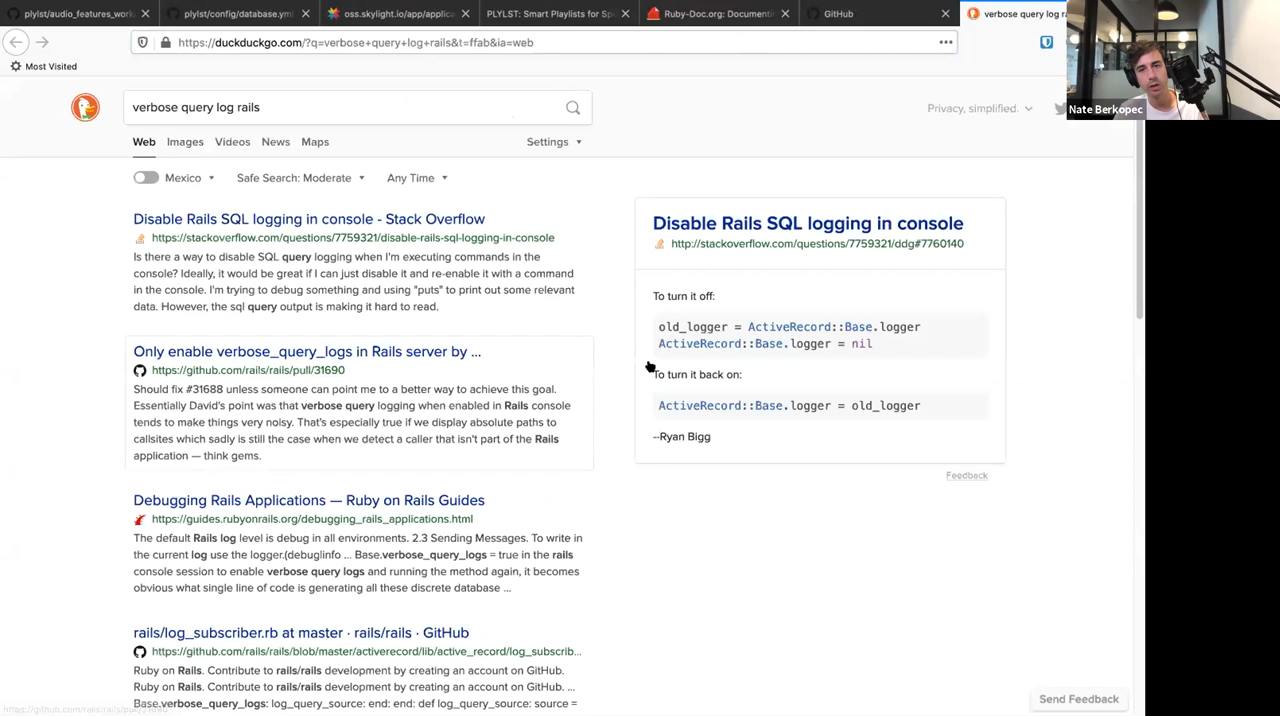 plylst/audio_features_work
plylst/config/database.yml
oss.skylight.io/app/applica
PLYLST: Smart Playlists for Sp
Ruby-Doc.org: Documenti
GitHub
verbose query log ra
https://duckduckgo.com/?q=verbose+query+log+rails&t=ffab&ia=web
Most Visited
Nate Berkopec
verbose query log rails
Privacy, simplified.
Web Images Videos News Maps Settings
Mexico Safe Search: Moderate Any Time
Disable Rails SQL logging in console - Stack Overflow
https://stackoverflow.com/questions/7759321/disable-rails-sql-logging-in-console
Is there a way to disable SQL query logging when I'm executing commands in the
console? Ideally, it would be great if I can just disable it and re-enable it with a command
in the console. I'm trying to debug something and using "puts" to print out some relevant
data. However, the sql query output is making it hard to read.
Only enable verbose_query_logs in Rails server by ...
https://github.com/rails/rails/pull/31690
Should fix #31688 unless someone can point me to a better way to achieve this goal.
Essentially David's point was that verbose query logging when enabled in Rails console
tends to make things very noisy. That's especially true if we display absolute paths to
callsites which sadly is still the case when we detect a caller that isn't part of the Rails
application — think gems.
Debugging Rails Applications — Ruby on Rails Guides
https://guides.rubyonrails.org/debugging_rails_applications.html
The default Rails log level is debug in all environments. 2.3 Sending Messages. To write in
the current log use the logger.(debug|info ... Base.verbose_query_logs = true in the rails
console session to enable verbose query logs and running the method again, it becomes
obvious what single line of code is generating all these discrete database ...
rails/log_subscriber.rb at master · rails/rails · GitHub
https://github.com/rails/rails/blob/master/activerecord/lib/active_record/log_subscrib...
Ruby on Rails. Contribute to rails/rails development by creating an account on GitHub.
Ruby on Rails. Contribute to rails/rails development by creating an account on GitHub. ...
Base.verbose_query_logs: log_query_source: end: end: def log_query_source: source =
https://github.com/rails/rails/pull/31690
Disable Rails SQL logging in console
http://stackoverflow.com/questions/7759321/ddg#7760140
To turn it off:
old_logger = ActiveRecord::Base.logger
ActiveRecord::Base.logger = nil
To turn it back on:
ActiveRecord::Base.logger = old_logger
--Ryan Bigg
Feedback
Send Feedback